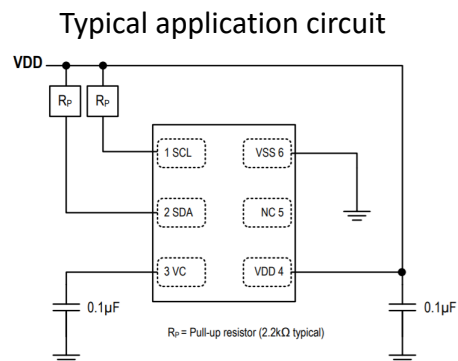 Typical application circuit
VDD
RP RP
1 SCL VSS 6
2 SDA NC 5
3 VC VDD 4
0.1µF 0.1µF
RP = Pull-up resistor (2.2kΩ typical)